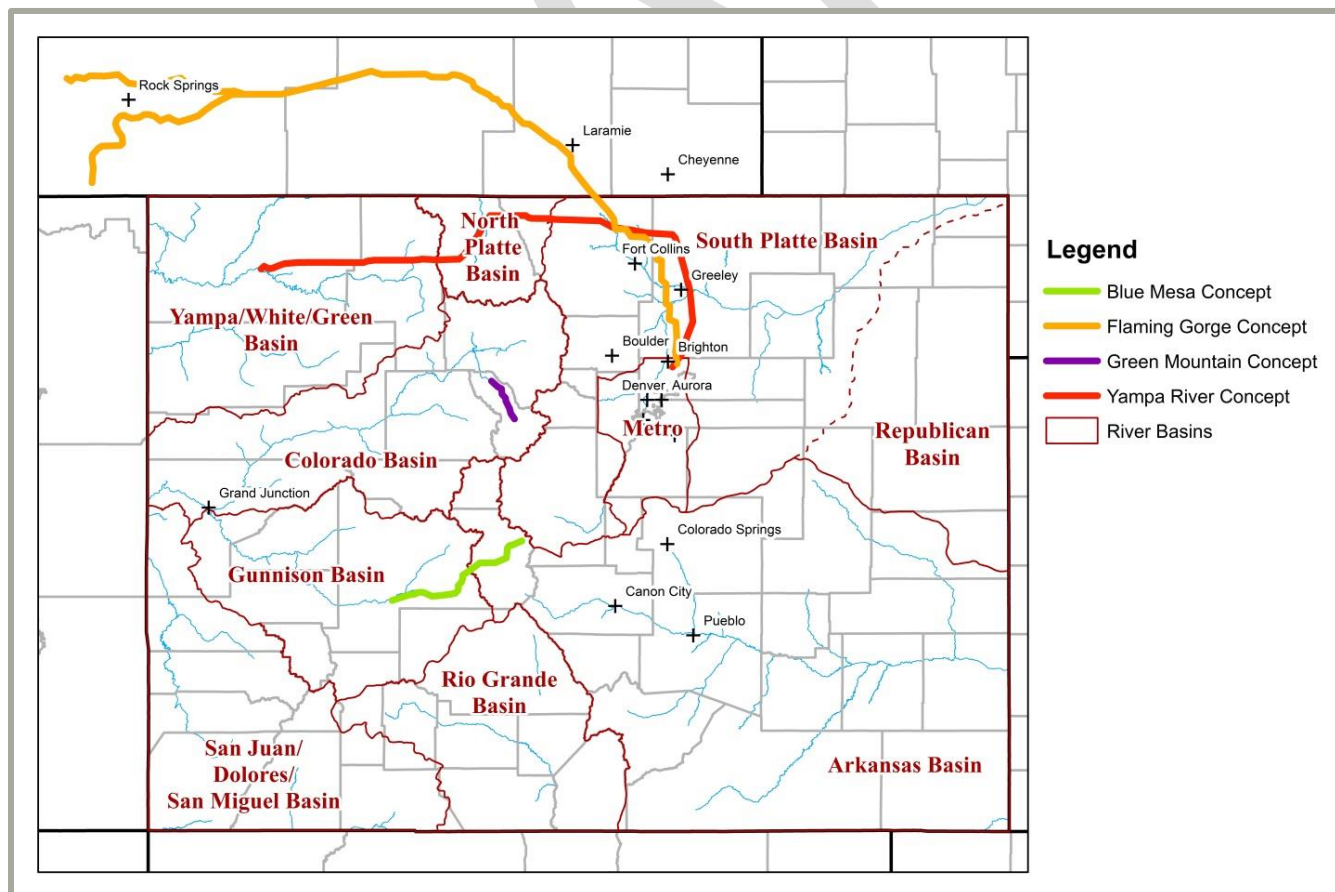 Rock Springs
Laramie
Cheyenne
North
Platte
Basin
South Platte Basin
Fort Collins
Greeley
Yampa/White/Green
Basin
Boulder
Brighton
Denver
Aurora
Metro
Republican
Basin
Colorado Basin
Grand Junction
Colorado Springs
Gunnison Basin
Canon City
Pueblo
Rio Grande
Basin
San Juan/
Dolores/
San Miguel Basin
Arkansas Basin
Legend
Blue Mesa Concept
Flaming Gorge Concept
Green Mountain Concept
Yampa River Concept
River Basins